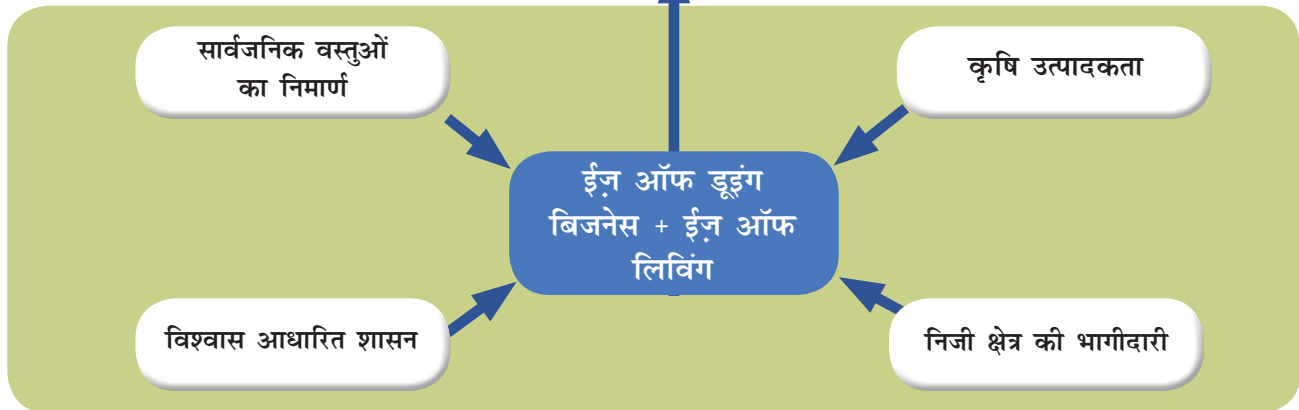 सार्वजनिक वस्तुओं
का निमार्ण
कृषि उत्पादकता
ईज़ ऑफ डूइंग
बिजनेस + ईज़ ऑफ
लिविंग
विश्वास आधारित शासन
निजी क्षेत्र की भागीदारी